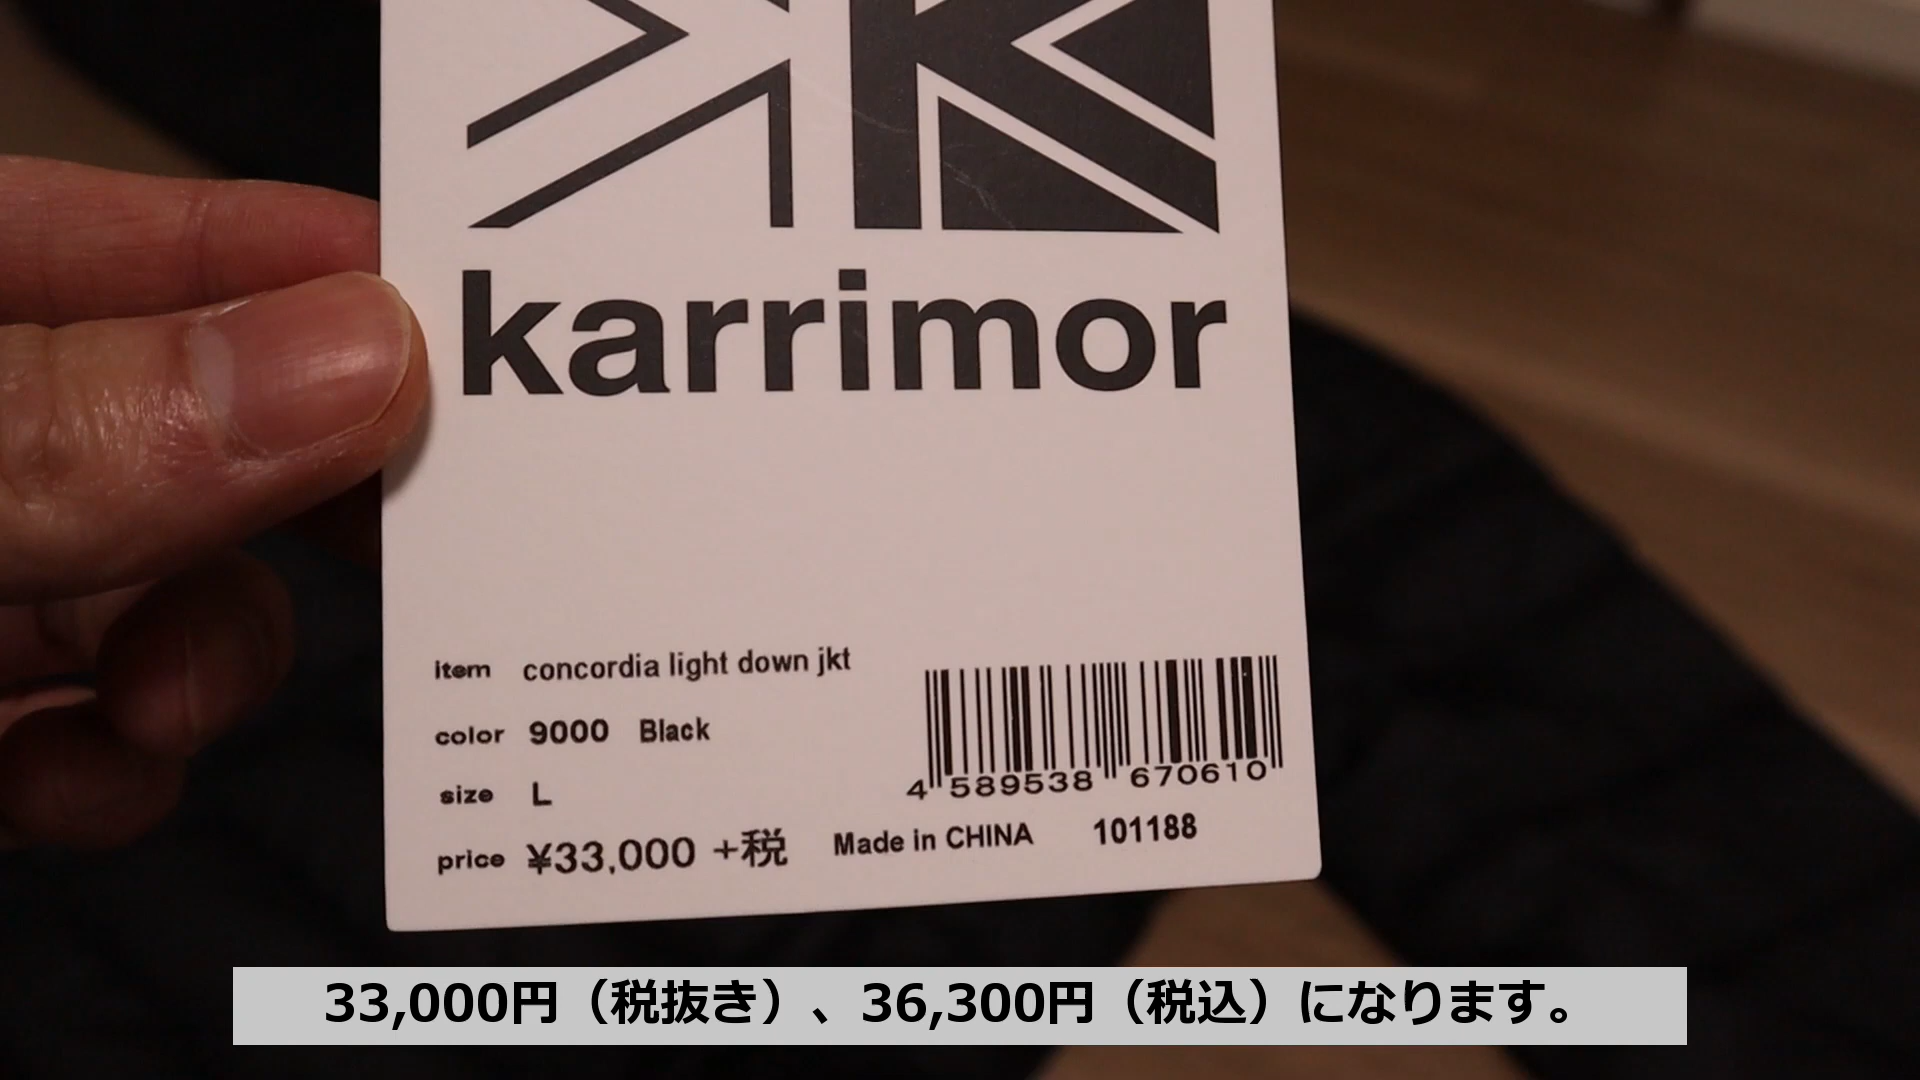 karrimor
item concordia light down jkt
color 9000 Black
size L
price ¥33,000 +税 Made in CHINA 101188
4 589538 670610
33,000円（税抜き）、36,300円（税込）になります。